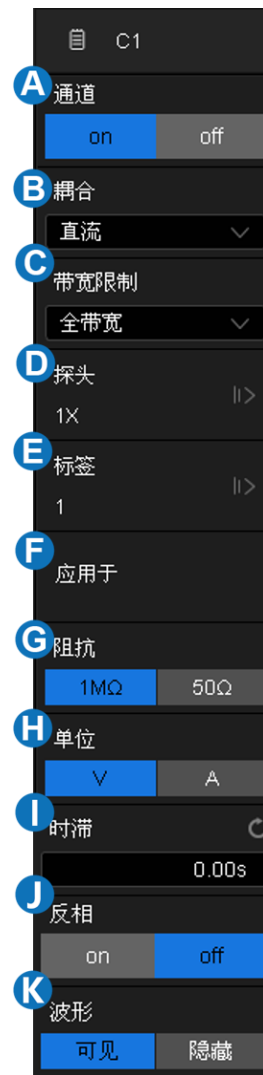 C1
A
通道
on off
B
耦合
直流
C
带宽限制
全带宽
D
探头
1X
E
标签
1
F
应用于
G
阻抗
1MΩ 50Ω
H
单位
V A
I
时滞
0.00s
J
反相
on off
K
波形
可见 隐藏